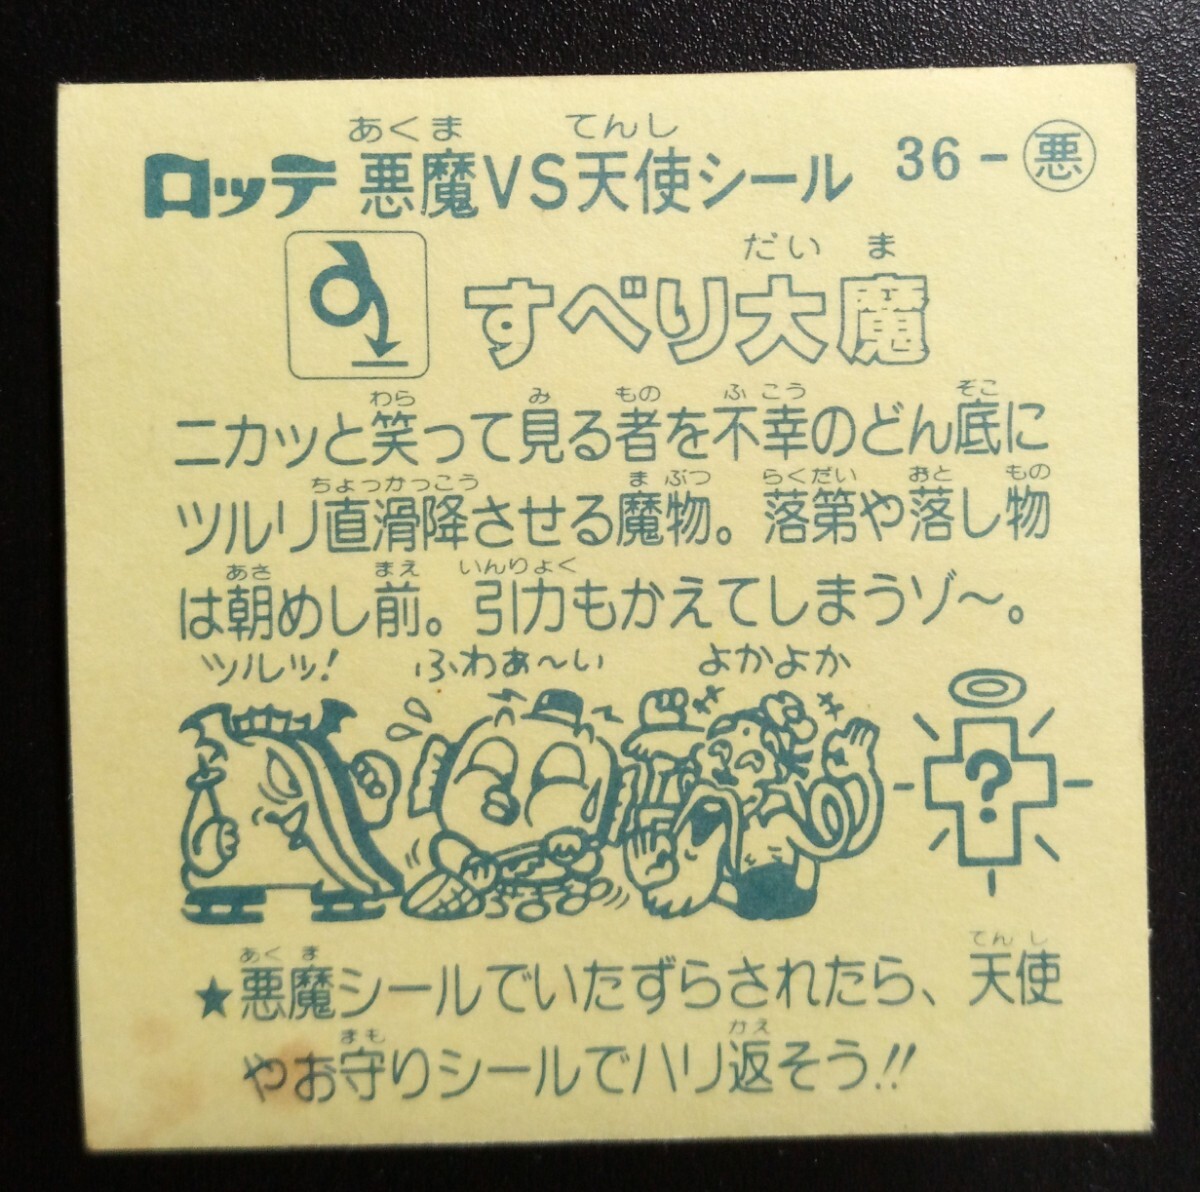 あくま てんし
ロッテ 悪魔VS天使シール 36-悪
だいま
すべり大魔
わら み もの ふこう ぞこ
ニカッと笑って見る者を不幸のどん底に
ちょっかっこう まぶつ らくだい おと もの
ツルリ直滑降させる魔物。落第や落し物
あさ まえ いんりょく
は朝めし前。引力もかえてしまうゾ〜。
ツルッ! ふわぁ〜い よかよか
?
あくま てんし
★悪魔シールでいたずらされたら、天使
まも かえ
やお守りシールでハリ返そう!!